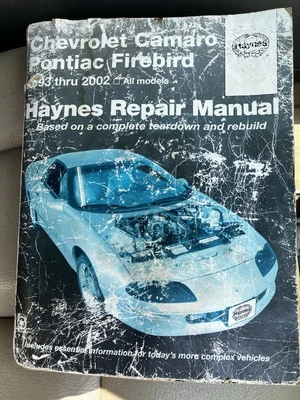 Chevrolet Camaro
Pontiac Firebird
1993 thru 2002 All models
Haynes
Haynes Repair Manual
Based on a complete teardown and rebuild
Haynes
Includes essential information for today's more complex vehicles